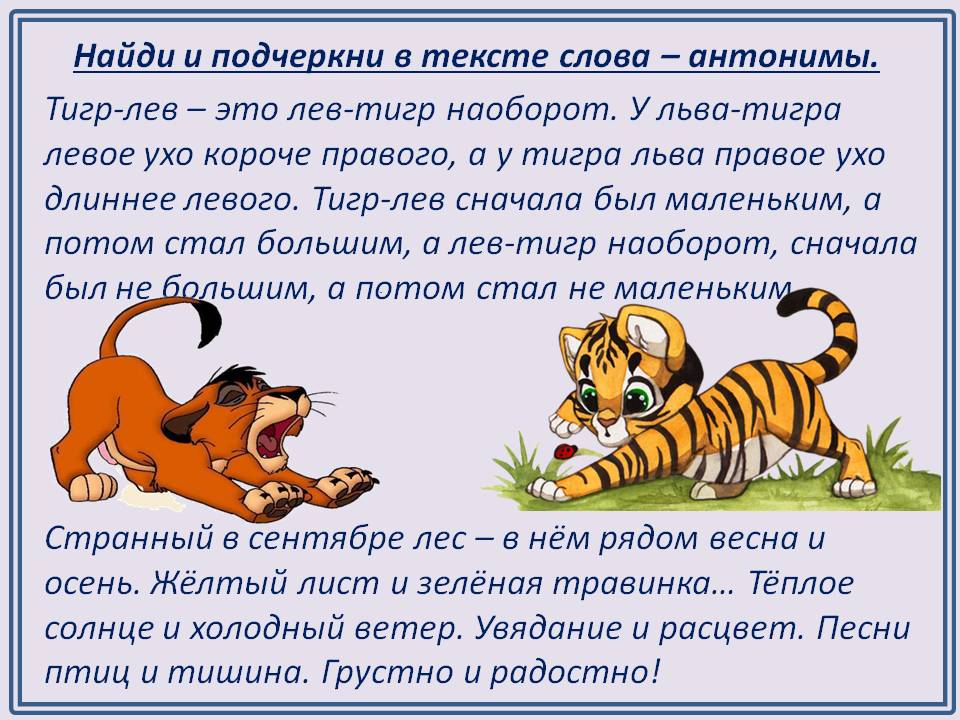 Найди и подчеркни в тексте слова – антонимы.
Тигр-лев – это лев-тигр наоборот. У льва-тигра
левое ухо короче правого, а у тигра льва правое ухо
длиннее левого. Тигр-лев сначала был маленьким, а
потом стал большим, а лев-тигр наоборот, сначала
был не большим, а потом стал не маленьким
Странный в сентябре лес – в нём рядом весна и
осень. Жёлтый лист и зелёная травинка… Тёплое
солнце и холодный ветер. Увядание и расцвет. Песни
птиц и тишина. Грустно и радостно!